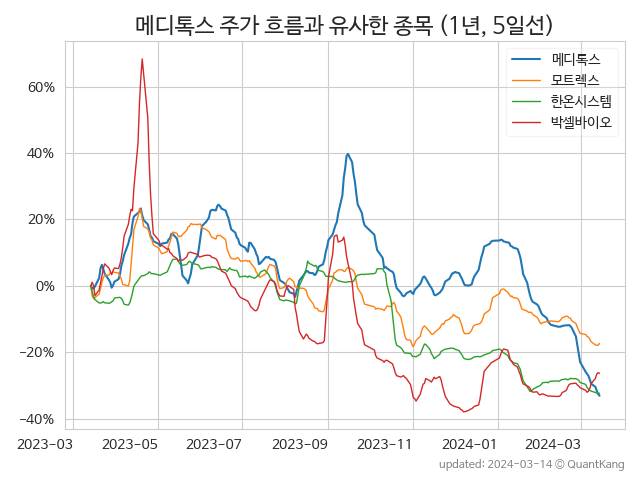 메디톡스 주가 흐름과 유사한 종목 (1년, 5일선)
메디톡스
모트렉스
한온시스템
박셀바이오
60%
40%
20%
0%
−20%
−40%
2023-03 2023-05 2023-07 2023-09 2023-11 2024-01 2024-03
updated: 2024-03-14 © QuantKang